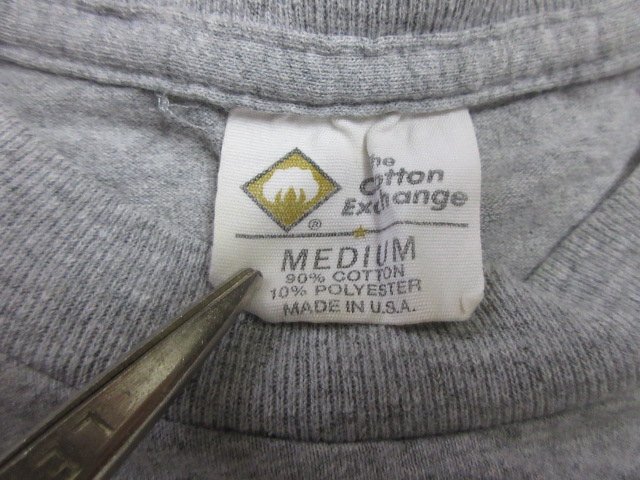 The
Cotton
Exchange
®
MEDIUM
90% COTTON
10% POLYESTER
MADE IN U.S.A.